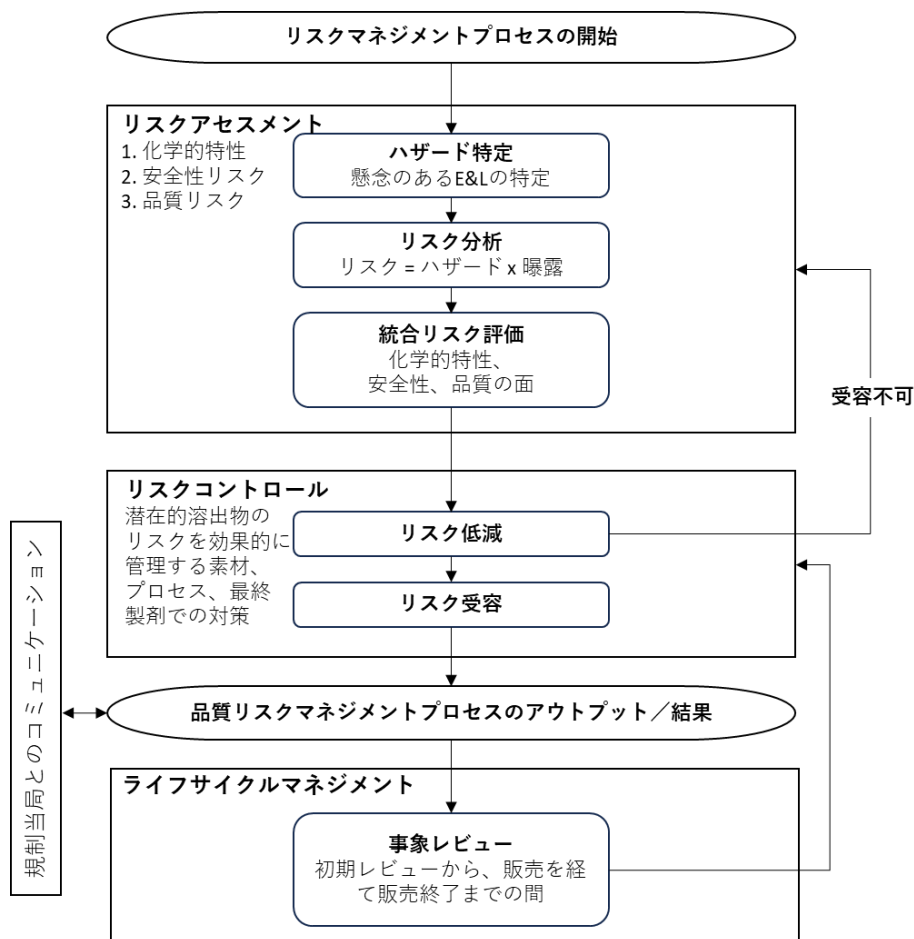 リスクマネジメントプロセスの開始
リスクアセスメント
1. 化学的特性
2. 安全性リスク
3. 品質リスク
ハザード特定
懸念のあるE&Lの特定
リスク分析
リスク = ハザード x 曝露
統合リスク評価
化学的特性、
安全性、品質の面
受容不可
リスクコントロール
潜在的溶出物の
リスクを効果的に
管理する素材、
プロセス、最終
製剤での対策
リスク低減
リスク受容
規制当局とのコミュニケーション
品質リスクマネジメントプロセスのアウトプット／結果
ライフサイクルマネジメント
事象レビュー
初期レビューから、販売を経
て販売終了までの間